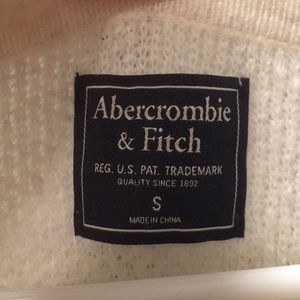 Abercrombie
& Fitch
REG. U.S. PAT. TRADEMARK
QUALITY SINCE 1892
S
MADE IN CHINA